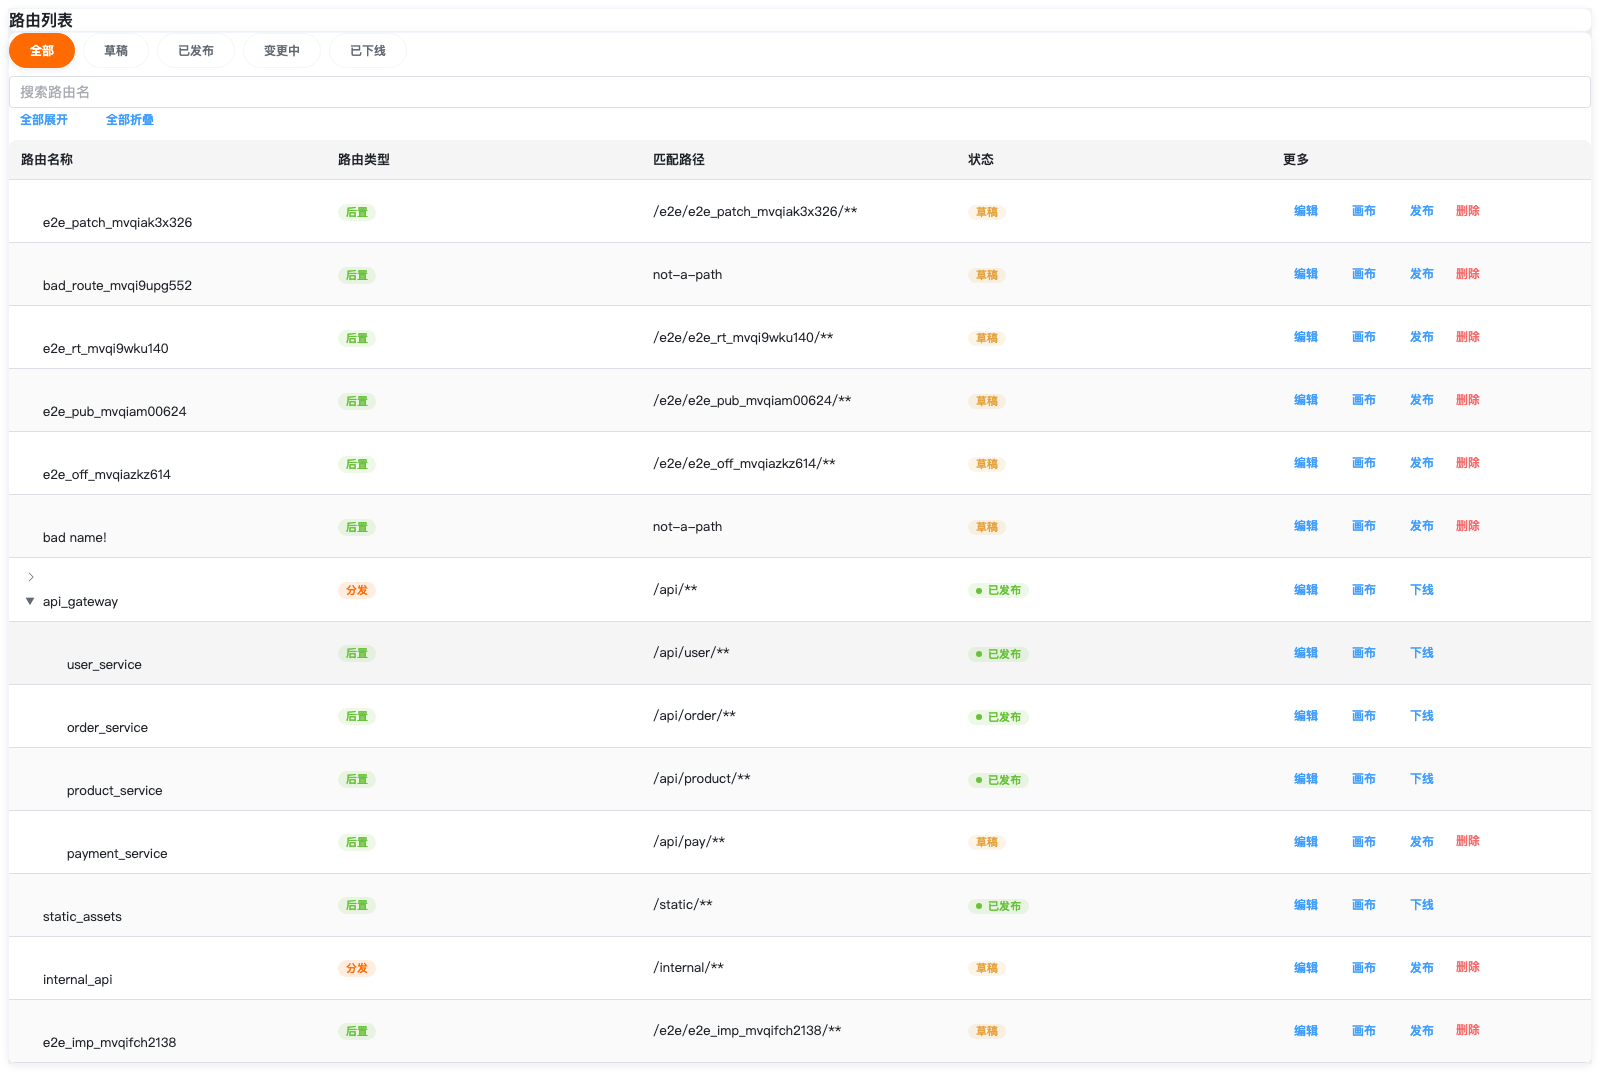 路由列表
全部 草稿 已发布 变更中 已下线
搜索路由名
全部展开 全部折叠
路由名称 路由类型 匹配路径 状态 更多
e2e_patch_mvqiak3x326 后置 /e2e/e2e_patch_mvqiak3x326/** 草稿 编辑 画布 发布 删除
bad_route_mvqi9upg552 后置 not-a-path 草稿 编辑 画布 发布 删除
e2e_rt_mvqi9wku140 后置 /e2e/e2e_rt_mvqi9wku140/** 草稿 编辑 画布 发布 删除
e2e_pub_mvqiam00624 后置 /e2e/e2e_pub_mvqiam00624/** 草稿 编辑 画布 发布 删除
e2e_off_mvqiazkz614 后置 /e2e/e2e_off_mvqiazkz614/** 草稿 编辑 画布 发布 删除
bad name! 后置 not-a-path 草稿 编辑 画布 发布 删除
api_gateway 分发 /api/** 已发布 编辑 画布 下线
user_service 后置 /api/user/** 已发布 编辑 画布 下线
order_service 后置 /api/order/** 已发布 编辑 画布 下线
product_service 后置 /api/product/** 已发布 编辑 画布 下线
payment_service 后置 /api/pay/** 草稿 编辑 画布 发布 删除
static_assets 后置 /static/** 已发布 编辑 画布 下线
internal_api 分发 /internal/** 草稿 编辑 画布 发布 删除
e2e_imp_mvqifch2138 后置 /e2e/e2e_imp_mvqifch2138/** 草稿 编辑 画布 发布 删除